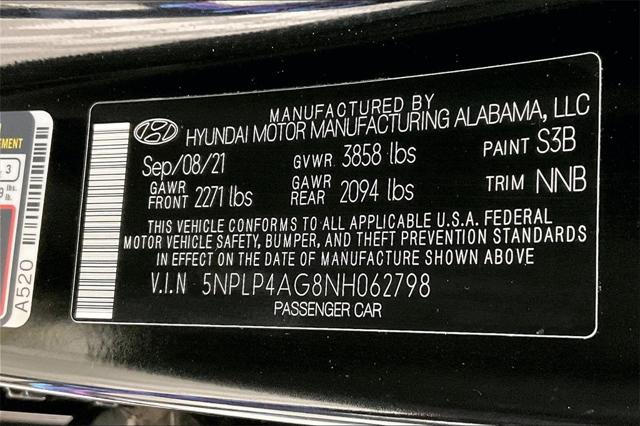 MANUFACTURED BY
HYUNDAI MOTOR MANUFACTURING ALABAMA, LLC
Sep/08/21 GVWR 3858 lbs PAINT S3B
GAWR FRONT 2271 lbs GAWR REAR 2094 lbs TRIM NNB
THIS VEHICLE CONFORMS TO ALL APPLICABLE U.S.A. FEDERAL
MOTOR VEHICLE SAFETY, BUMPER, AND THEFT PREVENTION STANDARDS
IN EFFECT ON THE DATE OF MANUFACTURE SHOWN ABOVE
V.I.N 5NPLP4AG8NH062798
PASSENGER CAR
3
lbs.
A520